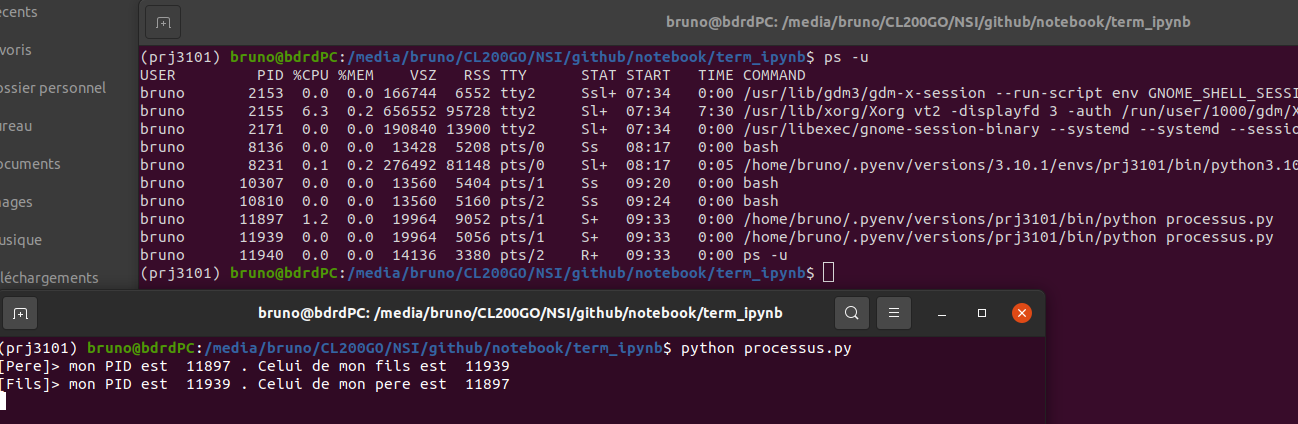 écents
bruno@bdrdPC: /media/bruno/CL200GO/NSI/github/notebook/term_ipynb
voris
ossier personnel
ureau
ocuments
nages
usique
léchargements
(prj3101) bruno@bdrdPC:/media/bruno/CL200GO/NSI/github/notebook/term_ipynb$ ps -u
USER PID %CPU %MEM VSZ RSS TTY STAT START TIME COMMAND
bruno 2153 0.0 0.0 166744 6552 tty2 Ssl+ 07:34 0:00 /usr/lib/gdm3/gdm-x-session --run-script env GNOME_SHELL_SESSI
bruno 2155 6.3 0.2 656552 95728 tty2 Sl+ 07:34 7:30 /usr/lib/xorg/Xorg vt2 -displayfd 3 -auth /run/user/1000/gdm/X
bruno 2171 0.0 0.0 190840 13900 tty2 Sl+ 07:34 0:00 /usr/libexec/gnome-session-binary --systemd --systemd --sessio
bruno 8136 0.0 0.0 13428 5208 pts/0 Ss 08:17 0:00 bash
bruno 8231 0.1 0.2 276492 81148 pts/0 Sl+ 08:17 0:05 /home/bruno/.pyenv/versions/3.10.1/envs/prj3101/bin/python3.10
bruno 10307 0.0 0.0 13560 5404 pts/1 Ss 09:20 0:00 bash
bruno 10810 0.0 0.0 13560 5160 pts/2 Ss 09:24 0:00 bash
bruno 11897 1.2 0.0 19964 9052 pts/1 S+ 09:33 0:00 /home/bruno/.pyenv/versions/prj3101/bin/python processus.py
bruno 11939 0.0 0.0 19964 5056 pts/1 S+ 09:33 0:00 /home/bruno/.pyenv/versions/prj3101/bin/python processus.py
bruno 11940 0.0 0.0 14136 3380 pts/2 R+ 09:33 0:00 ps -u
(prj3101) bruno@bdrdPC:/media/bruno/CL200GO/NSI/github/notebook/term_ipynb$
bruno@bdrdPC: /media/bruno/CL200GO/NSI/github/notebook/term_ipynb
(prj3101) bruno@bdrdPC:/media/bruno/CL200GO/NSI/github/notebook/term_ipynb$ python processus.py
[Pere]> mon PID est 11897 . Celui de mon fils est 11939
[Fils]> mon PID est 11939 . Celui de mon pere est 11897